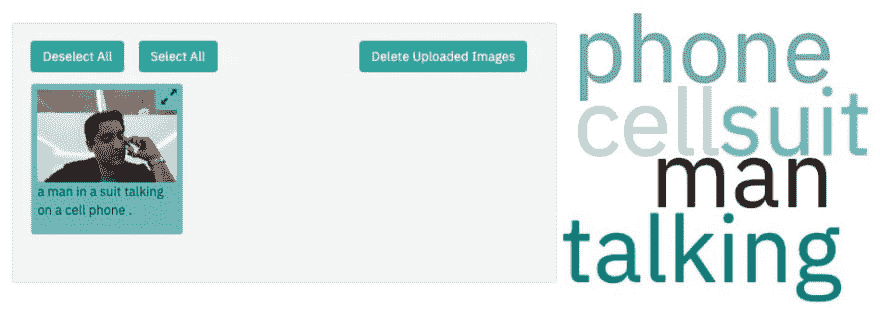 Deselect All
Select All
Delete Uploaded Images
a man in a suit talking
on a cell phone .
phone
cell
suit
man
talking